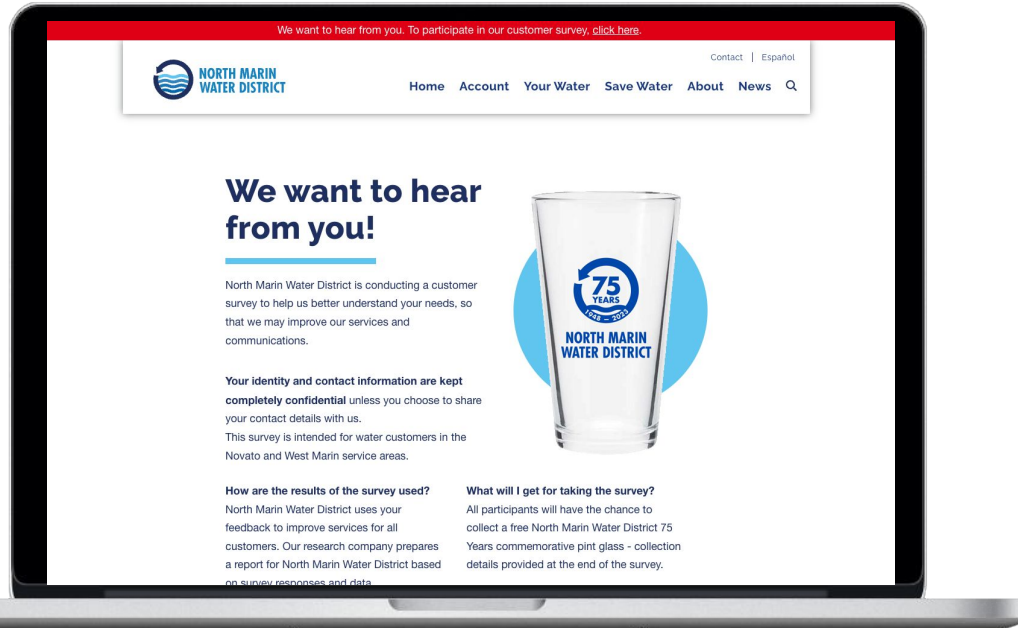 We want to hear from you. To participate in our customer survey, click here.
Contact | Español
NORTH MARIN
WATER DISTRICT
Home Account Your Water Save Water About News
We want to hear
from you!
North Marin Water District is conducting a customer
survey to help us better understand your needs, so
that we may improve our services and
communications.
Your identity and contact information are kept
completely confidential unless you choose to share
your contact details with us.
This survey is intended for water customers in the
Novato and West Marin service areas.
75
YEARS
1948 – 2023
NORTH MARIN
WATER DISTRICT
How are the results of the survey used?
North Marin Water District uses your
feedback to improve services for all
customers. Our research company prepares
a report for North Marin Water District based
on survey responses and data
What will I get for taking the survey?
All participants will have the chance to
collect a free North Marin Water District 75
Years commemorative pint glass - collection
details provided at the end of the survey.